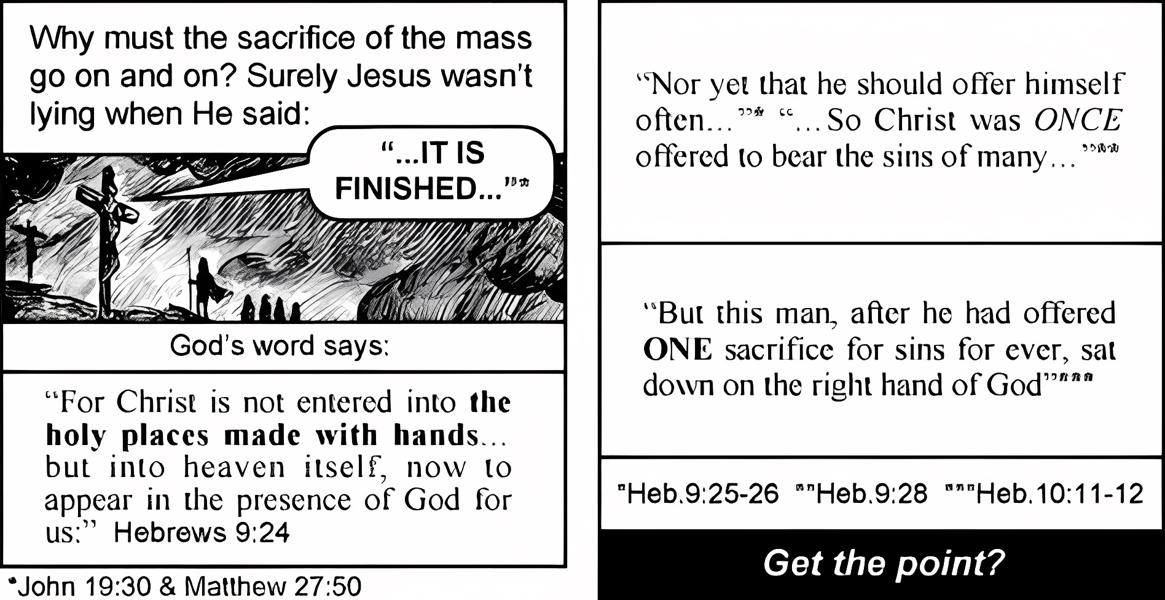 Why must the sacrifice of the mass
go on and on? Surely Jesus wasn't
lying when He said:
“...IT IS
FINISHED...”*
God's word says:
“For Christ is not entered into the
holy places made with hands...
but into heaven itself, now to
appear in the presence of God for
us:” Hebrews 9:24
*John 19:30 & Matthew 27:50
“Nor yet that he should offer himself
often...”* “...So Christ was ONCE
offered to bear the sins of many...”**
“But this man, after he had offered
ONE sacrifice for sins for ever, sat
down on the right hand of God”***
*Heb.9:25-26 **Heb.9:28 ***Heb.10:11-12
Get the point?